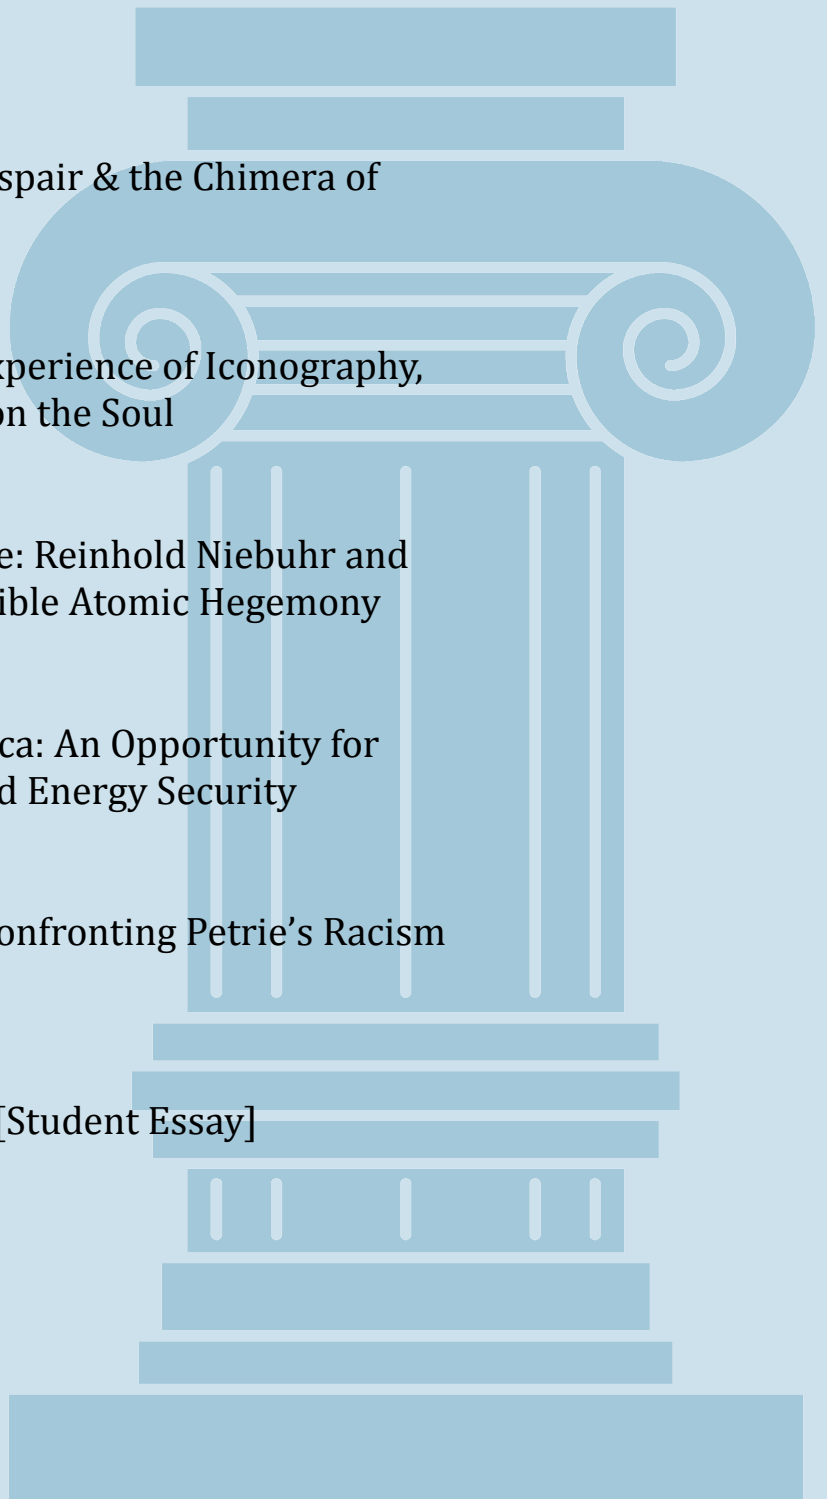 spair & the Chimera of
xperience of Iconography,
on the Soul
e: Reinhold Niebuhr and
ible Atomic Hegemony
ca: An Opportunity for
d Energy Security
onfronting Petrie’s Racism
[Student Essay]